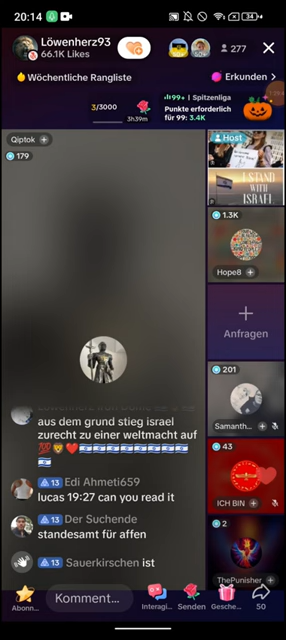 20:14
34
Löwenherz93
66.1K Likes
277
Wöchentliche Rangliste
Erkunden >
3/3000
3h39m
99+ | Spitzenliga
Punkte erforderlich
für 99: 3.4K
Qiptok +
179
Host
I STAND
WITH
ISRAEL
1.3K
Hope8 +
+
Anfragen
201
Samanth...
43
ICH BIN +
2
ThePunisher +
aus dem grund stieg israel
zurecht zu einer weltmacht auf
💯🦁❤️🇮🇱🇮🇱🇮🇱🇮🇱🇮🇱🇮🇱🇮🇱🇮🇱
🇮🇱
13 Edi Ahmeti659
lucas 19:27 can you read it
13 Der Suchende
standesamt für affen
13 Sauerkirschen ist
Abonn...
Komment...
Interagi...
Senden
Gesche...
50